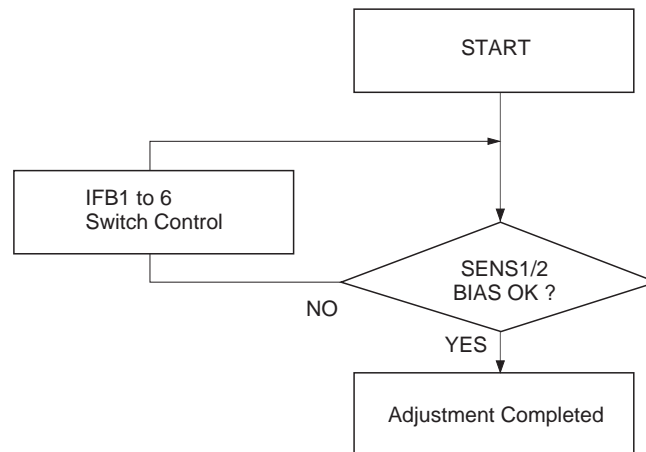 START
IFB1 to 6
Switch Control
SENS1/2
BIAS OK ?
NO
YES
Adjustment Completed